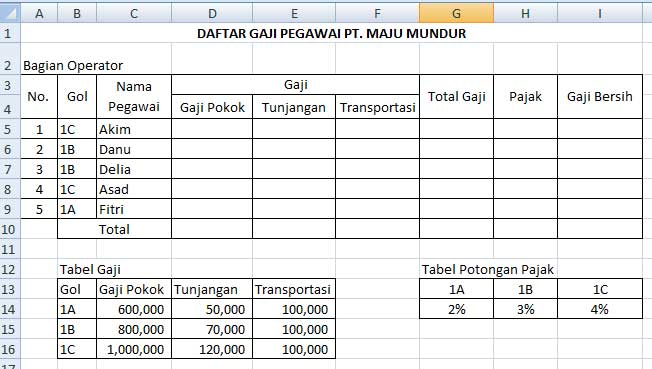 A B C D E F G H I
1 DAFTAR GAJI PEGAWAI PT. MAJU MUNDUR
2 Bagian Operator
3 No. Gol Nama Pegawai Gaji Total Gaji Pajak Gaji Bersih
4 Gaji Pokok Tunjangan Transportasi
5 1 1C Akim
6 2 1B Danu
7 3 1B Delia
8 4 1C Asad
9 5 1A Fitri
10 Total
11
12 Tabel Gaji Tabel Potongan Pajak
13 Gol Gaji Pokok Tunjangan Transportasi 1A 1B 1C
14 1A 600,000 50,000 100,000 2% 3% 4%
15 1B 800,000 70,000 100,000
16 1C 1,000,000 120,000 100,000
17